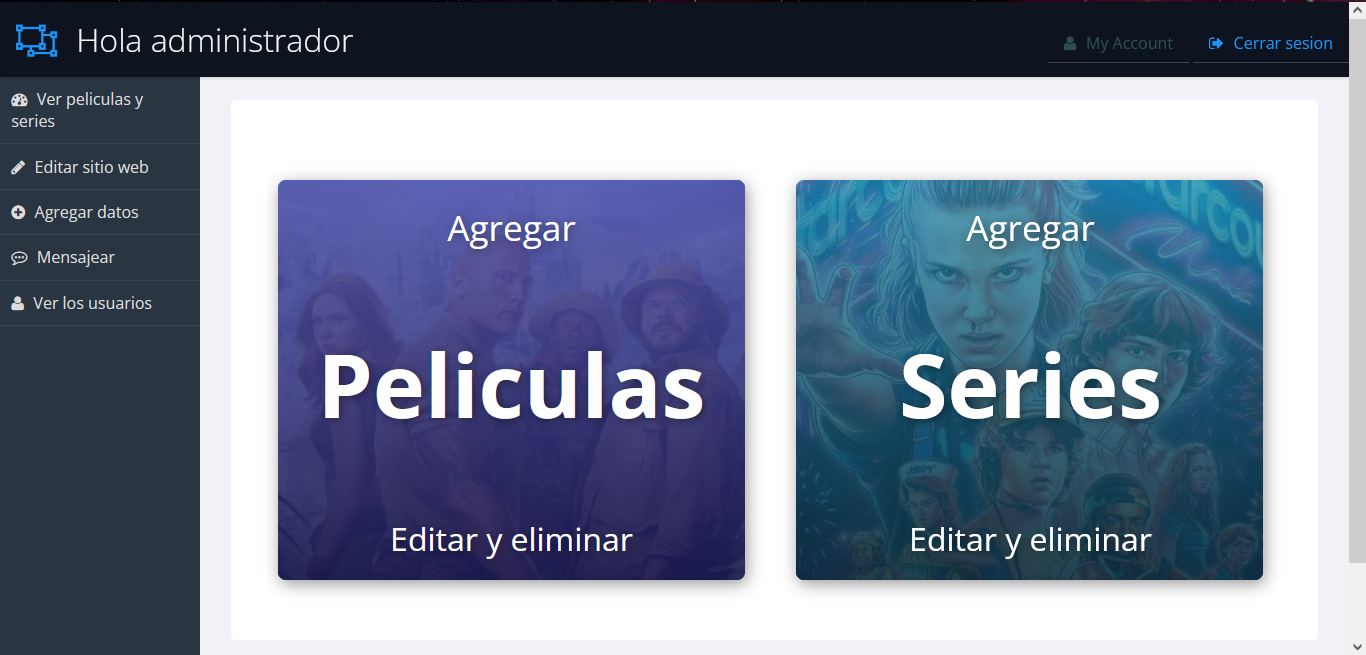 Hola administrador
My Account
Cerrar sesion
Ver peliculas y
series
Editar sitio web
Agregar datos
Mensajear
Ver los usuarios
Agregar
Peliculas
Editar y eliminar
Agregar
Series
Editar y eliminar